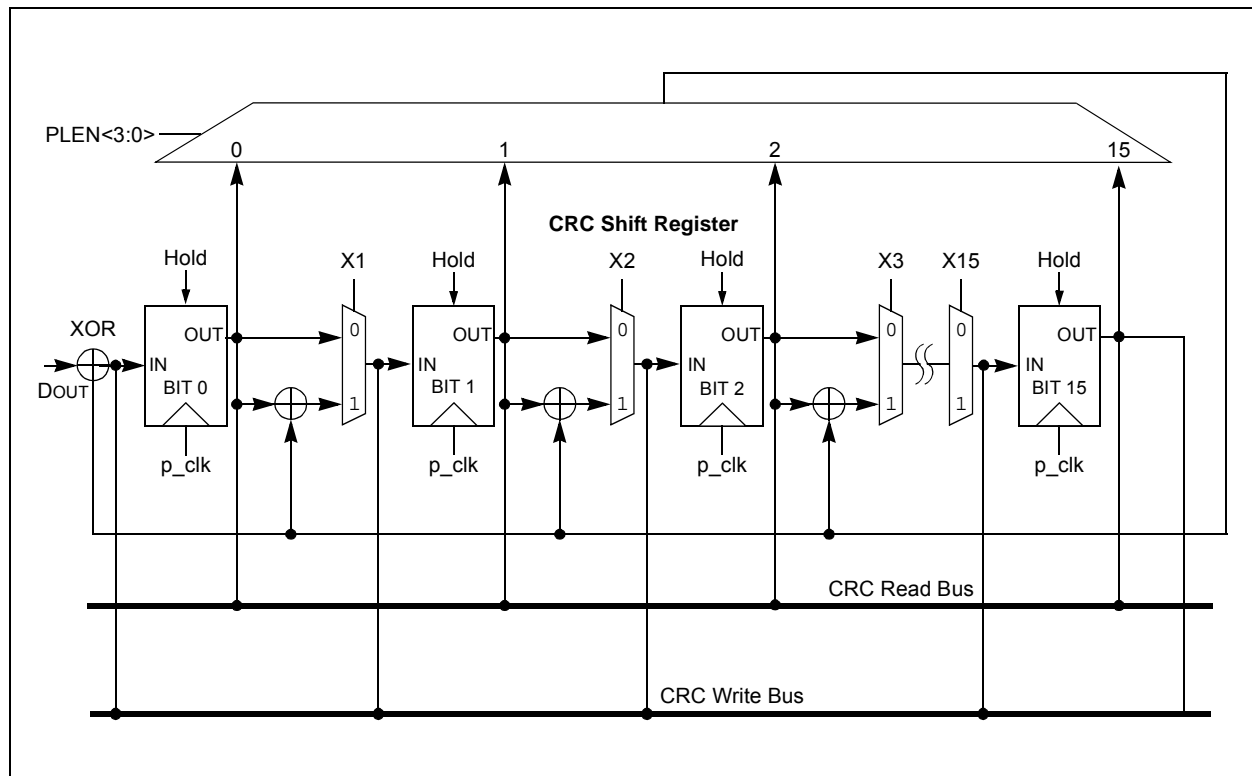 PLEN<3:0>
0 1 2 15
CRC Shift Register
Hold X1 Hold X2 Hold X3 X15 Hold
XOR
OUT 0 OUT 0 OUT 0 0 OUT
IN IN IN IN
DOUT
BIT 0 1 BIT 1 1 BIT 2 1 1 BIT 15
p_clk p_clk p_clk p_clk
CRC Read Bus
CRC Write Bus